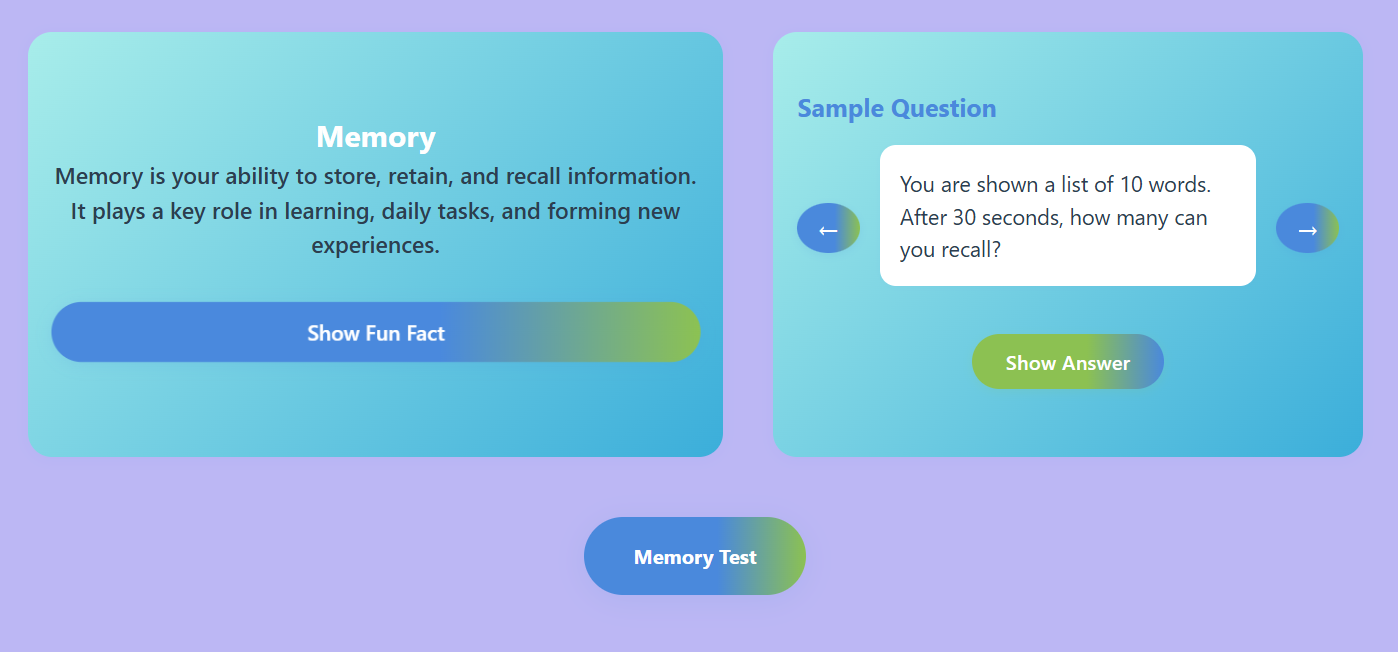 Memory
Memory is your ability to store, retain, and recall information.
It plays a key role in learning, daily tasks, and forming new
experiences.
Show Fun Fact
Sample Question
←
You are shown a list of 10 words.
After 30 seconds, how many can
you recall?
→
Show Answer
Memory Test